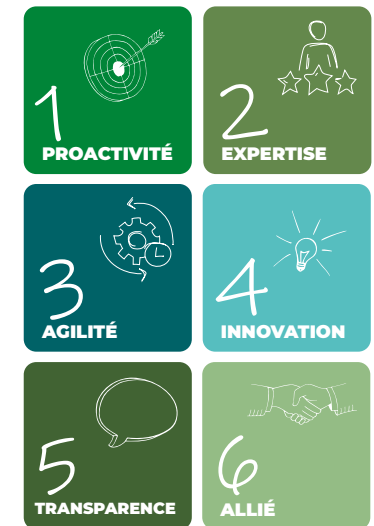 1
PROACTIVITÉ
2
EXPERTISE
3
AGILITÉ
4
INNOVATION
5
TRANSPARENCE
6
ALLIÉ